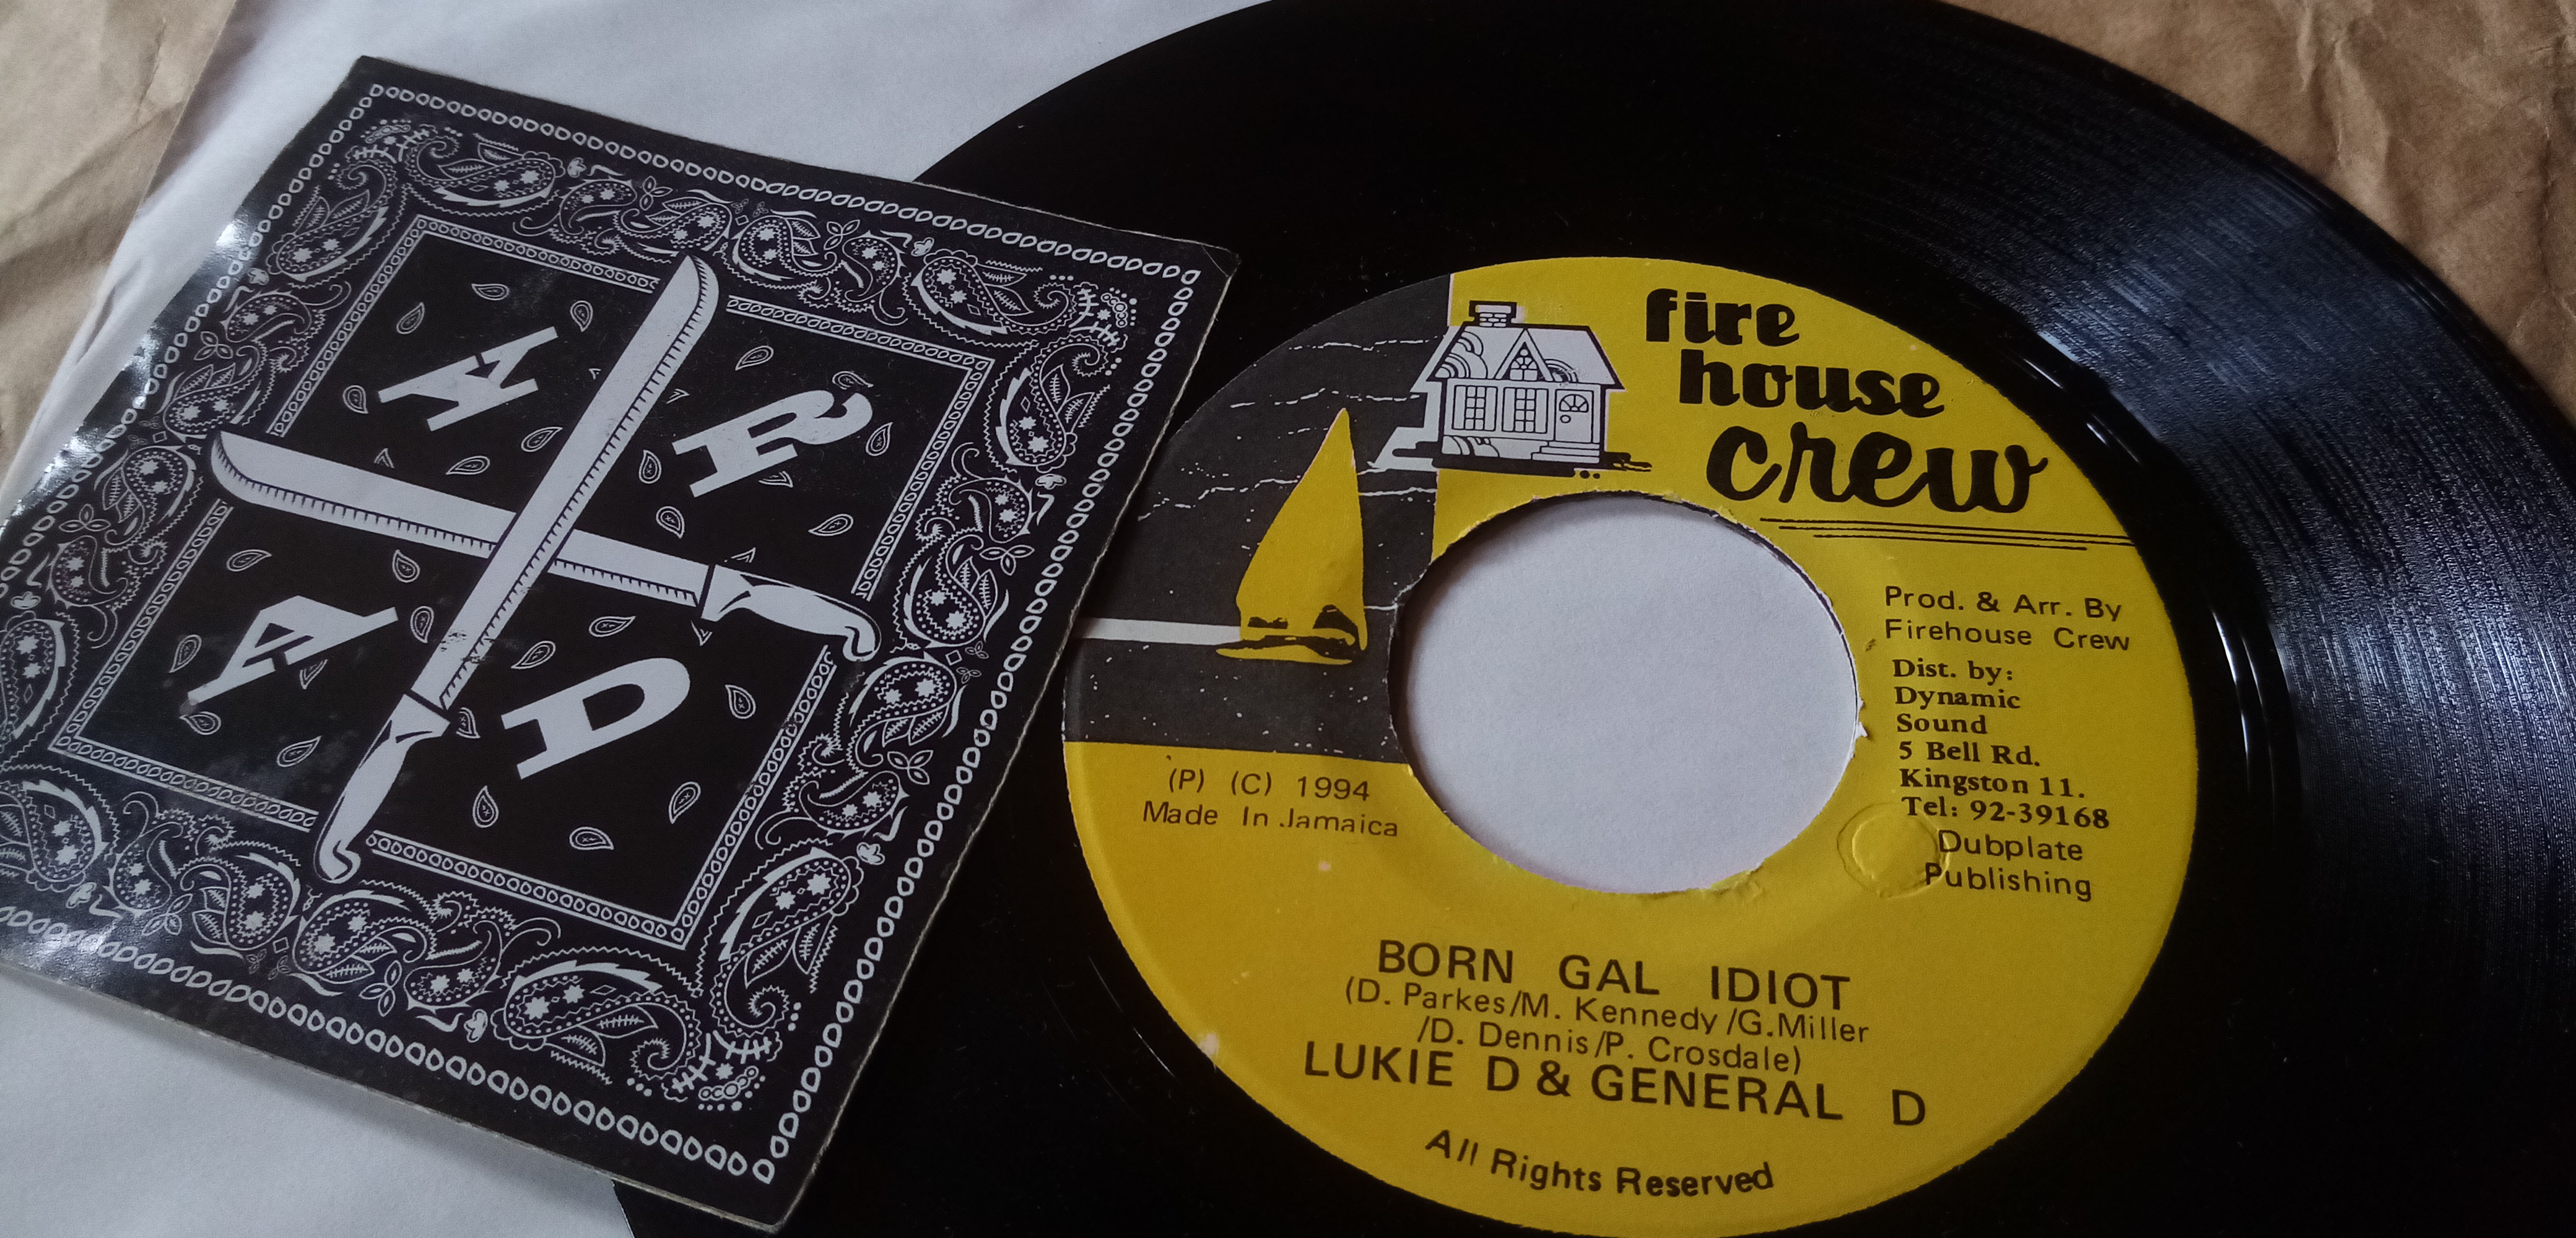 A R
A D
fire
house
crew
Prod. & Arr. By
Firehouse Crew
Dist. by:
Dynamic
Sound
5 Bell Rd.
Kingston 11.
Tel: 92-39168
Dubplate
Publishing
(P) (C) 1994
Made In Jamaica
BORN GAL IDIOT
(D. Parkes/M. Kennedy /G.Miller
/D. Dennis/P. Crosdale)
LUKIE D & GENERAL D
All Rights Reserved